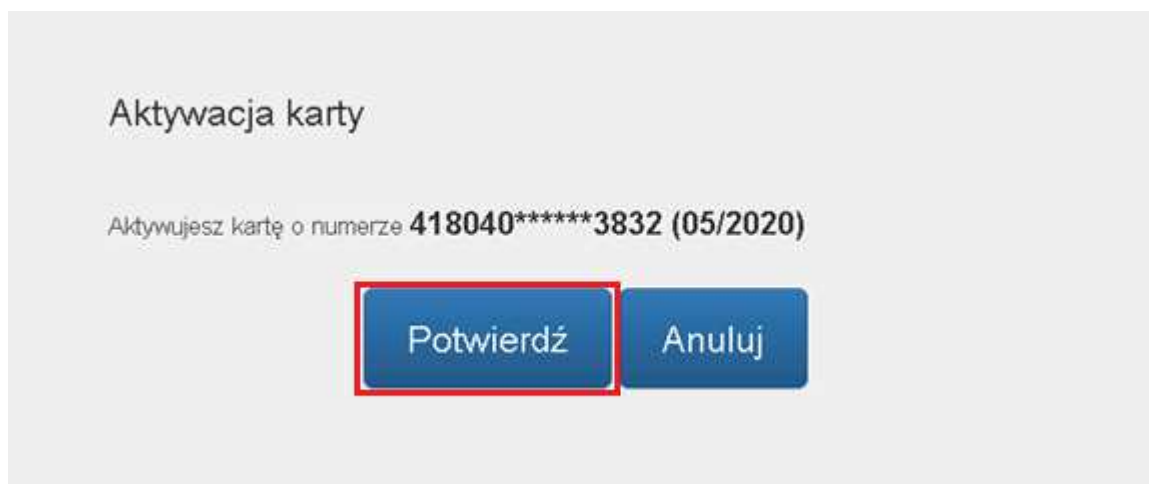 Aktywacja karty
Aktywujesz kartę o numerze 418040******3832 (05/2020)
Potwierdź Anuluj